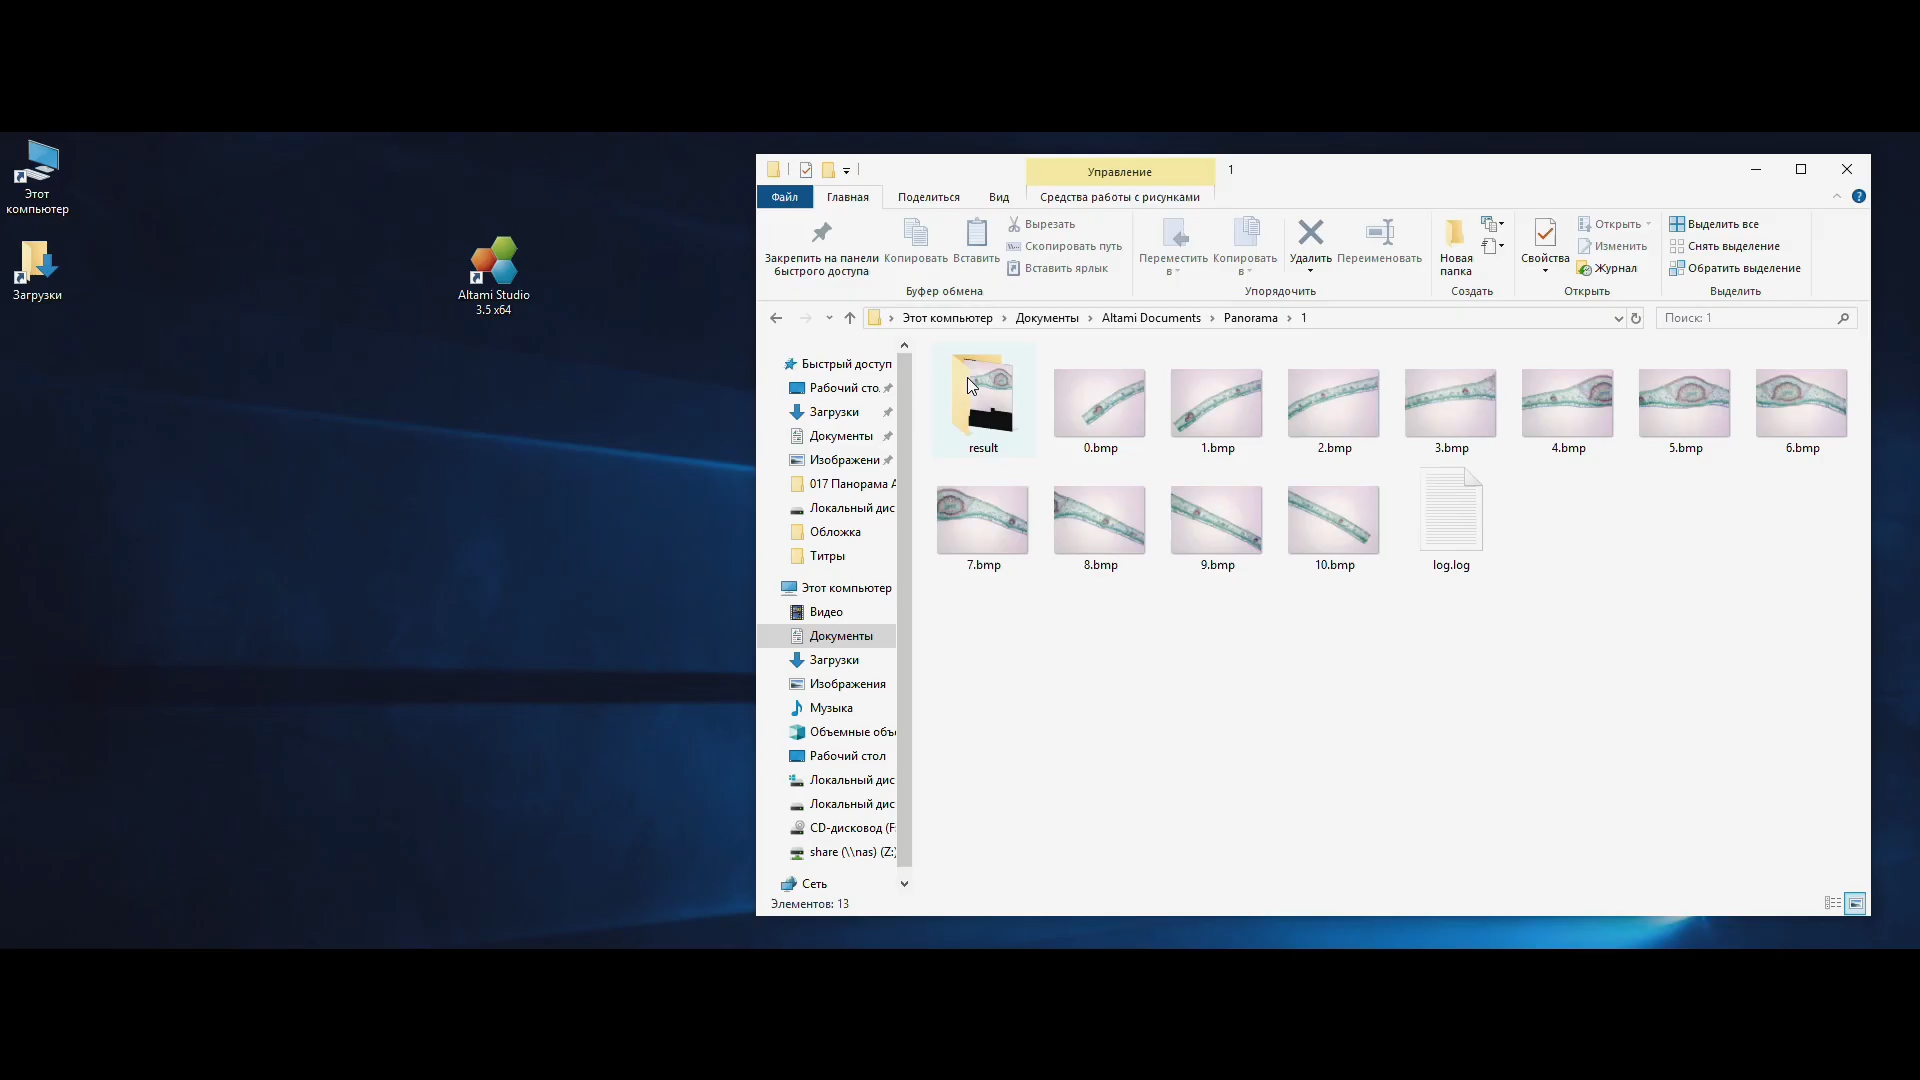 Этот
компьютер
Загрузки
Altami Studio
3.5 x64
Управление
1
Файл
Главная
Поделиться
Вид
Средства работы с рисунками
Закрепить на панели
быстрого доступа
Копировать
Вставить
Вырезать
Скопировать путь
Вставить ярлык
Буфер обмена
Переместить
в
Копировать
в
Удалить
Переименовать
Упорядочить
Новая
папка
Создать
Свойства
Открыть
Изменить
Журнал
Открыть
Выделить все
Снять выделение
Обратить выделение
Выделить
Этот компьютер
Документы
Altami Documents
Panorama
1
Поиск: 1
Быстрый доступ
Рабочий сто.
Загрузки
Документы
Изображени
017 Панорама А
Локальный дис
Обложка
Титры
Этот компьютер
Видео
Документы
Загрузки
Изображения
Музыка
Объемные объ
Рабочий стол
Локальный дис
Локальный дис
CD-дисковод (F:
share (\\nas) (Z:)
Сеть
result
0.bmp
1.bmp
2.bmp
3.bmp
4.bmp
5.bmp
6.bmp
7.bmp
8.bmp
9.bmp
10.bmp
log.log
Элементов: 13